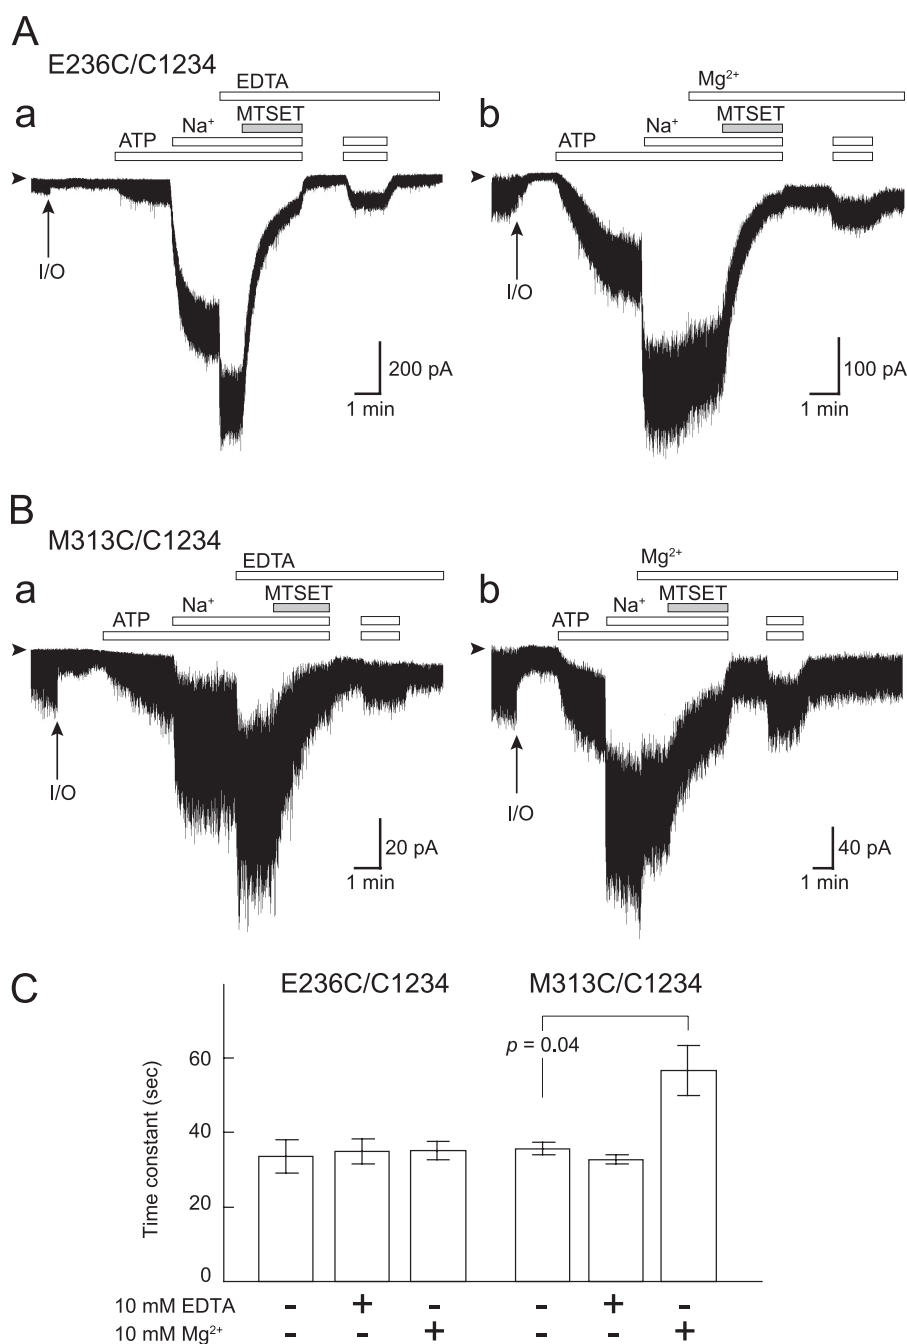 A
E236C/C1234
a
EDTA
MTSET
Na⁺
ATP
I/O
200 pA
1 min
b
Mg²⁺
MTSET
Na⁺
ATP
I/O
100 pA
1 min
B
M313C/C1234
a
EDTA
MTSET
Na⁺
ATP
I/O
20 pA
1 min
b
Mg²⁺
MTSET
Na⁺
ATP
I/O
40 pA
1 min
C
E236C/C1234 M313C/C1234
p = 0.04
Time constant (sec)
60
40
20
0
10 mM EDTA - + - - + -
10 mM Mg²⁺ - - + - - +